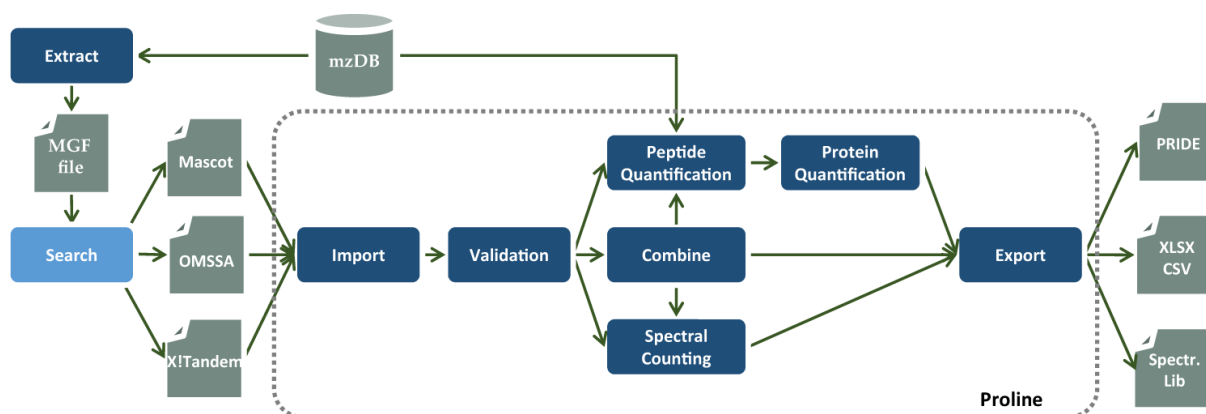 Extract
mzDB
MGF
file
Mascot
Peptide
Quantification
Protein
Quantification
PRIDE
Search
OMSSA
Import
Validation
Combine
Export
XLSX
CSV
X!Tandem
Spectral
Counting
Spectr.
Lib
Proline